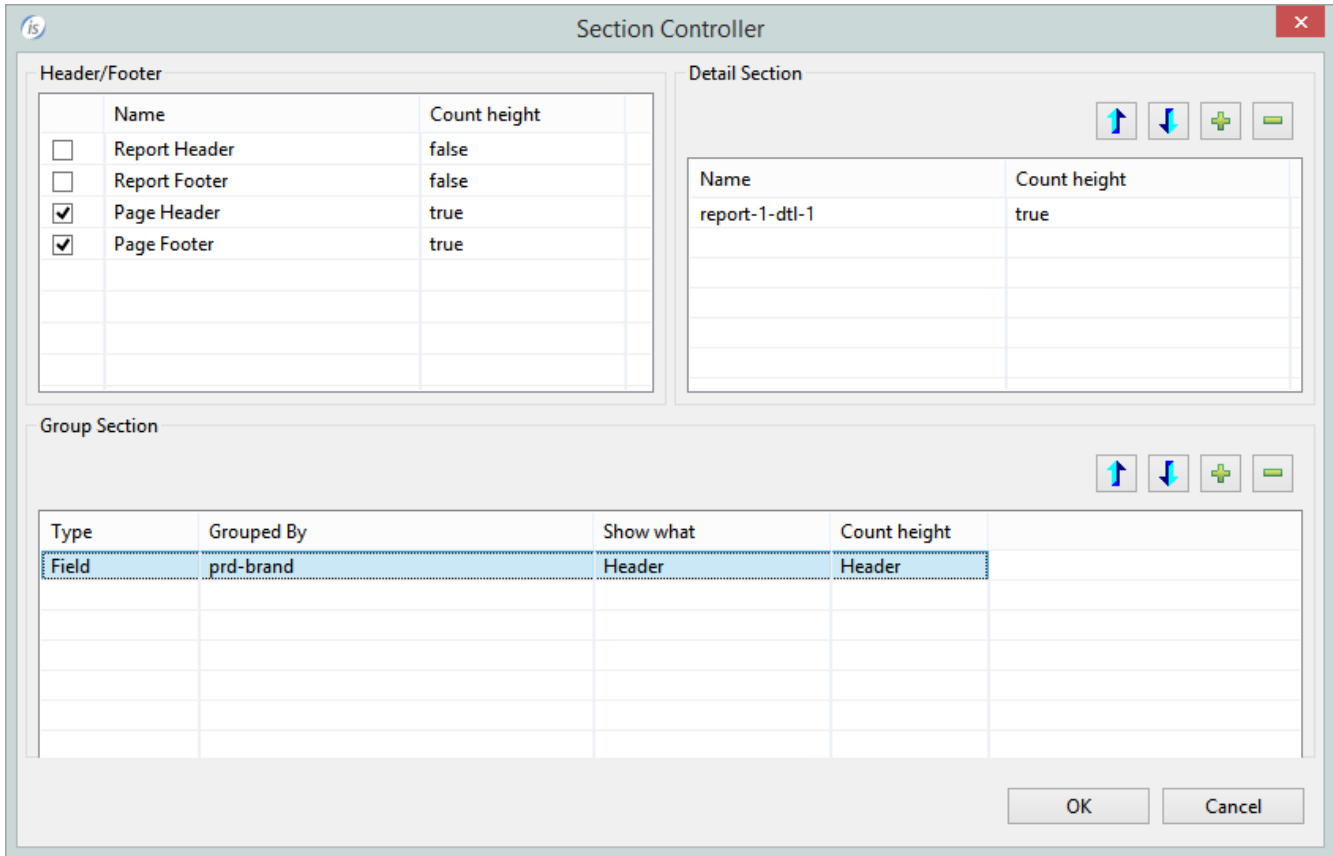 is Section Controller
Header/Footer
Name Count height
Report Header false
Report Footer false
Page Header true
Page Footer true
Detail Section
Name Count height
report-1-dtl-1 true
Group Section
Type Grouped By Show what Count height
Field prd-brand Header Header
OK Cancel